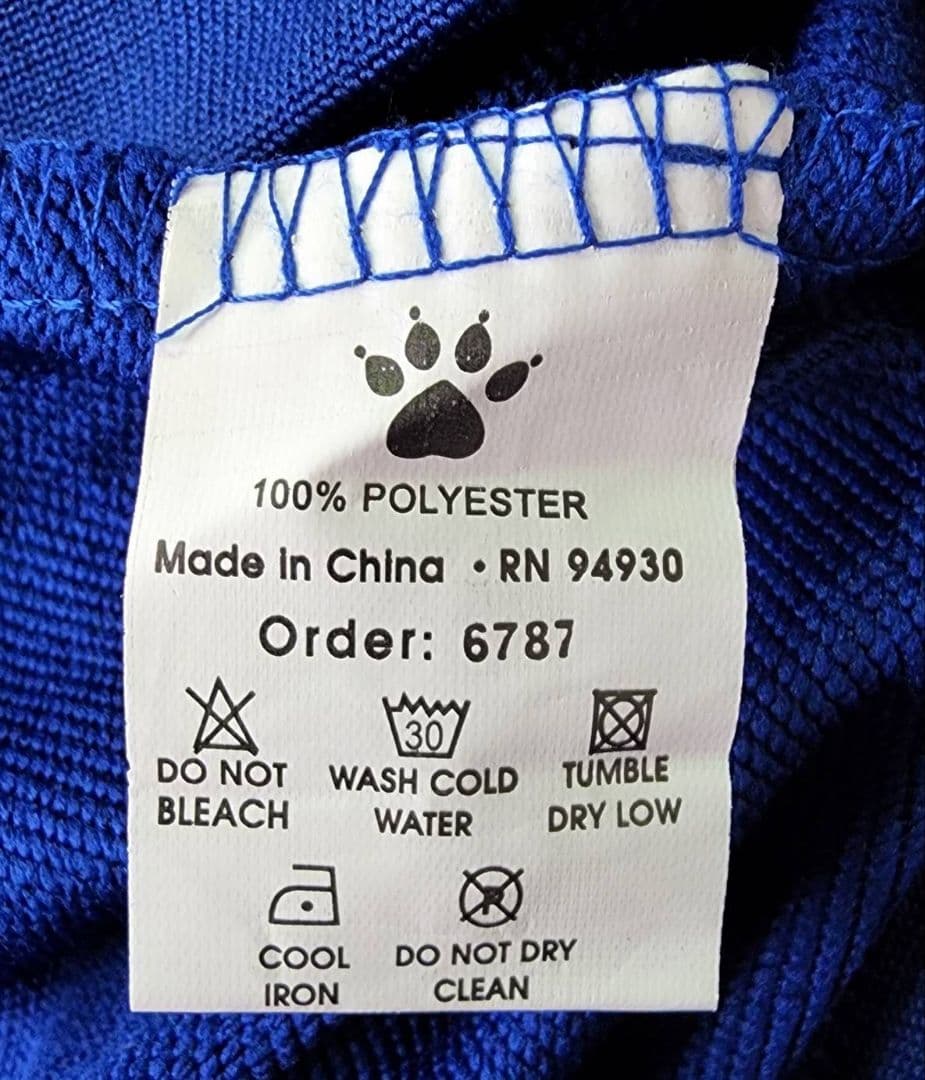 100% POLYESTER
Made in China • RN 94930
Order: 6787
30
DO NOT
BLEACH
WASH COLD
WATER
TUMBLE
DRY LOW
P
COOL
IRON
DO NOT DRY
CLEAN